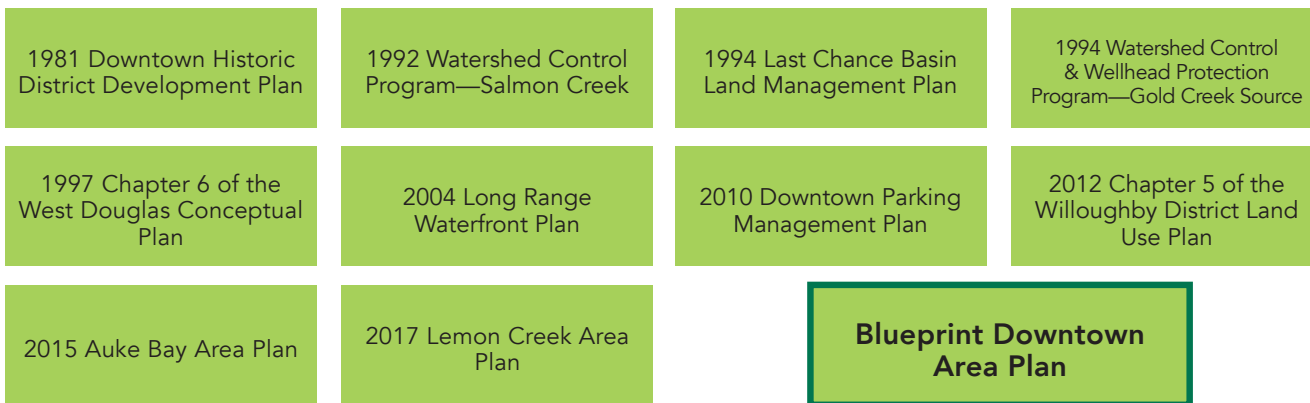 1981 Downtown Historic
District Development Plan
1992 Watershed Control
Program—Salmon Creek
1994 Last Chance Basin
Land Management Plan
1994 Watershed Control
& Wellhead Protection
Program—Gold Creek Source
1997 Chapter 6 of the
West Douglas Conceptual
Plan
2004 Long Range
Waterfront Plan
2010 Downtown Parking
Management Plan
2012 Chapter 5 of the
Willoughby District Land
Use Plan
2015 Auke Bay Area Plan
2017 Lemon Creek Area
Plan
Blueprint Downtown
Area Plan